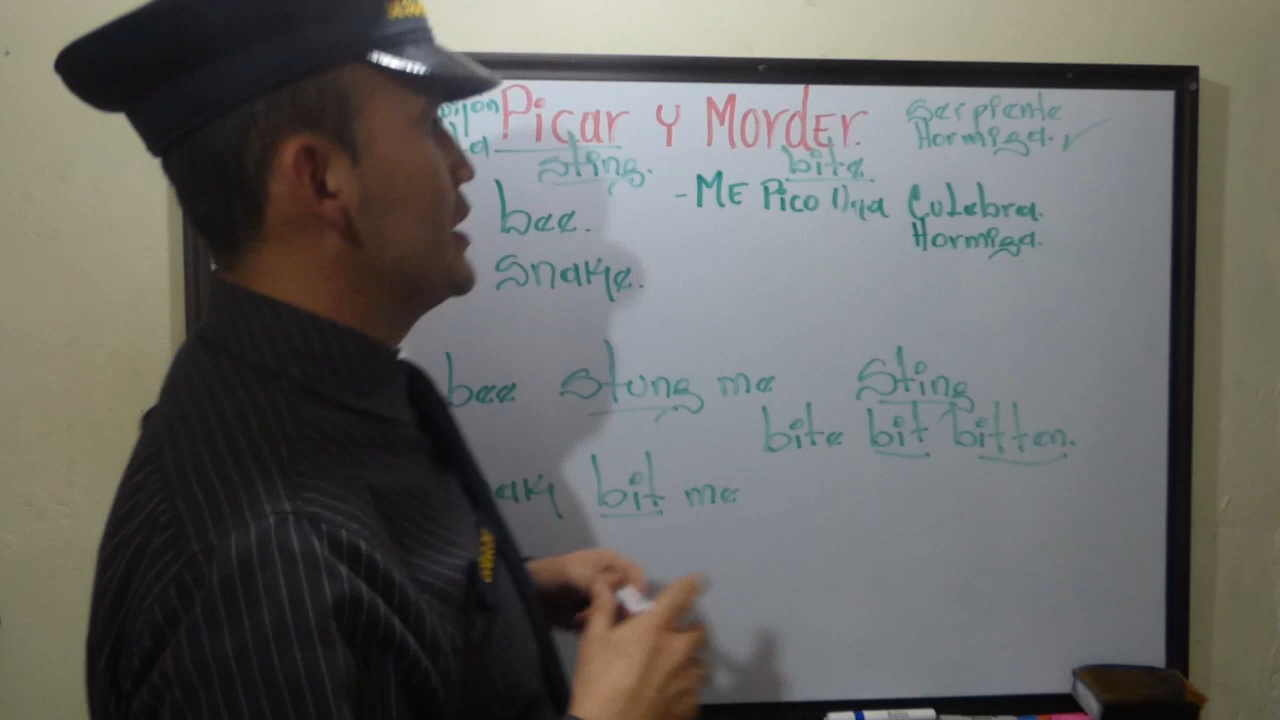 Picar y Morder.
Serpiente
Hormiga. ✓
sting.
bite.
- ME Pico Una Culebra.
Hormiga.
bee.
snake.
bee stung me
Sting
bite bit bitten.
bit me